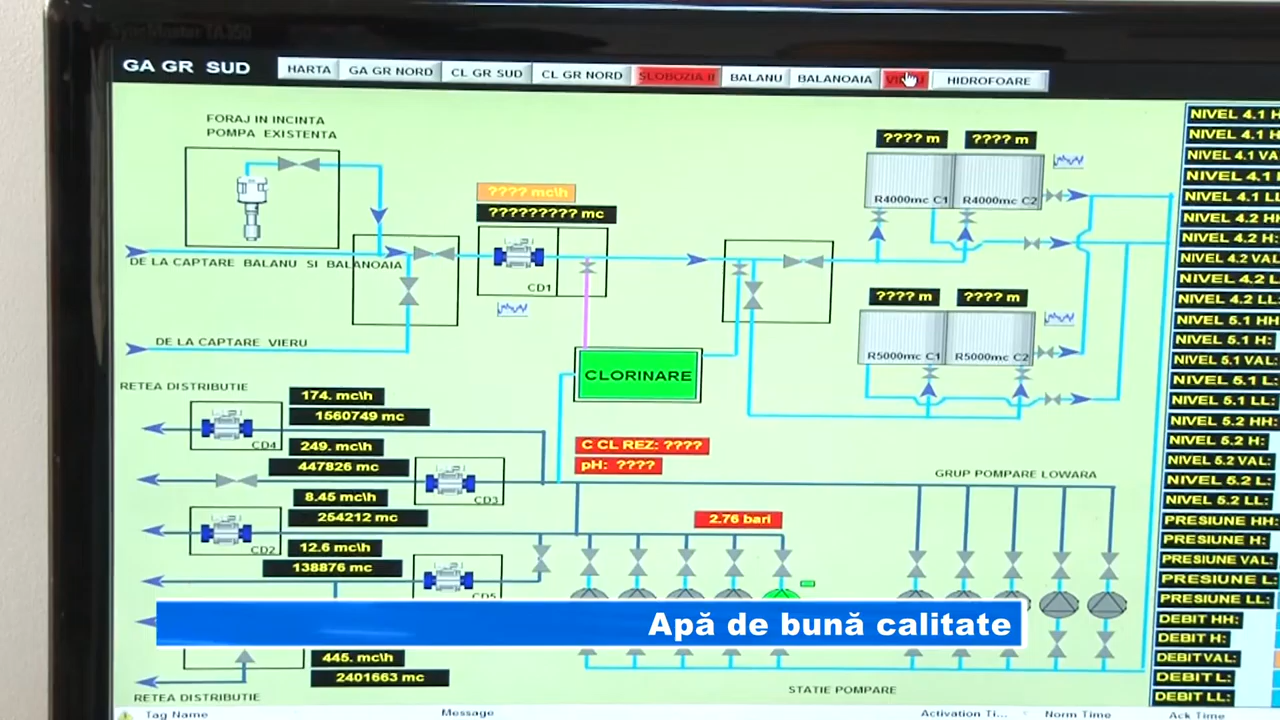 SyncMaster TA350
GA GR SUD
HARTA
GA GR NORD
CL GR SUD
CL GR NORD
SLOBOZIA II
BALANU
BALANOAIA
HIDROFOARE
FORAJ IN INCINTA
POMPA EXISTENTA
???? mc\h
????????? mc
CD1
DE LA CAPTARE BALANU SI BALANOAIA
DE LA CAPTARE VIERU
???? m
???? m
R4000mc C1
R4000mc C2
???? m
???? m
R5000mc C1
R5000mc C2
CLORINARE
RETEA DISTRIBUTIE
174. mc\h
1560749 mc
CD4
249. mc\h
447826 mc
CD3
8.45 mc\h
254212 mc
CD2
12.6 mc\h
138876 mc
CD5
C CL REZ: ????
pH: ????
2.76 bari
GRUP POMPARE LOWARA
Apă de bună calitate
445. mc\h
2401663 mc
RETEA DISTRIBUTIE
STATIE POMPARE
NIVEL 4.1 H
NIVEL 4.1 H
NIVEL 4.1 VA
NIVEL 4.1
NIVEL 4.1 LL
NIVEL 4.2 HH
NIVEL 4.2 H:
NIVEL 4.2 VAL
NIVEL 4.2 L
NIVEL 4.2 LL:
NIVEL 5.1 HH
NIVEL 5.1 H:
NIVEL 5.1 VAL:
NIVEL 5.1 L:
NIVEL 5.1 LL:
NIVEL 5.2 HH:
NIVEL 5.2 H:
NIVEL 5.2 VAL:
NIVEL 5.2 L:
NIVEL 5.2 LL:
PRESIUNE HH:
PRESIUNE H:
PRESIUNE VAL:
PRESIUNE L:
PRESIUNE LL:
DEBIT HH:
DEBIT H:
DEBIT VAL:
DEBIT L:
DEBIT LL:
Tag Name
Message
Activation Ti...
Norm Time
Ack Time